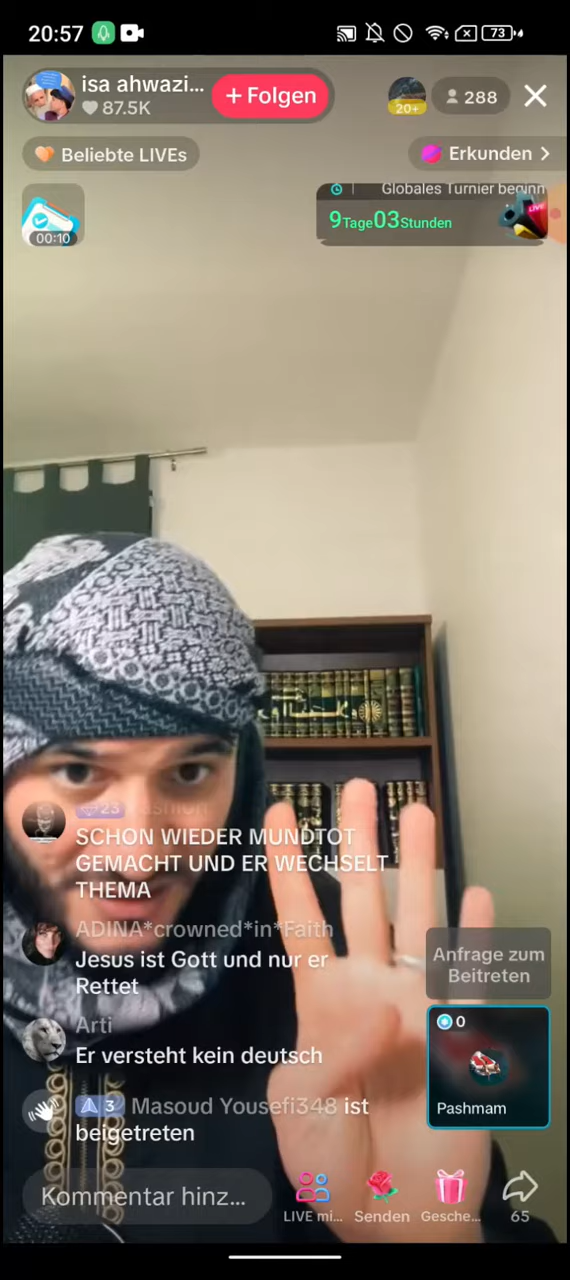 20:57
73
isa ahwazi...
87.5K
+ Folgen
20+
288
Beliebte LIVEs
Erkunden >
00:10
Globales Turnier beginn
9Tage03Stunden
LIVE
23
SCHON WIEDER MUNDTOT
GEMACHT UND ER WECHSELT
THEMA
ADINA*crowned*in*Faith
Jesus ist Gott und nur er
Rettet
Arti
Er versteht kein deutsch
3 Masoud Yousefi348 ist
beigetreten
Anfrage zum
Beitreten
0
Pashmam
Kommentar hinz...
LIVE mi...
Senden
Gesche...
65